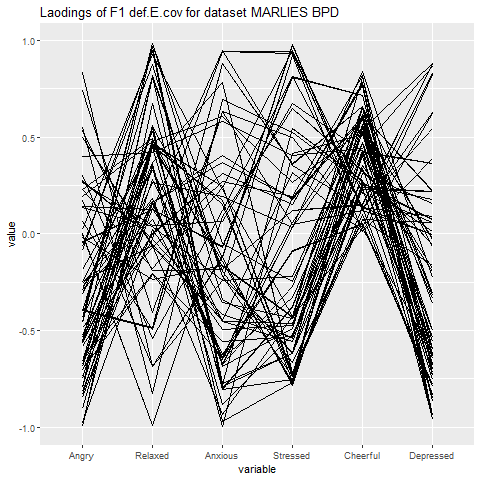 Laodings of F1 def.E.cov for dataset MARLIES BPD
value
1.0
0.5
0.0
-0.5
-1.0
Angry Relaxed Anxious Stressed Cheerful Depressed
variable